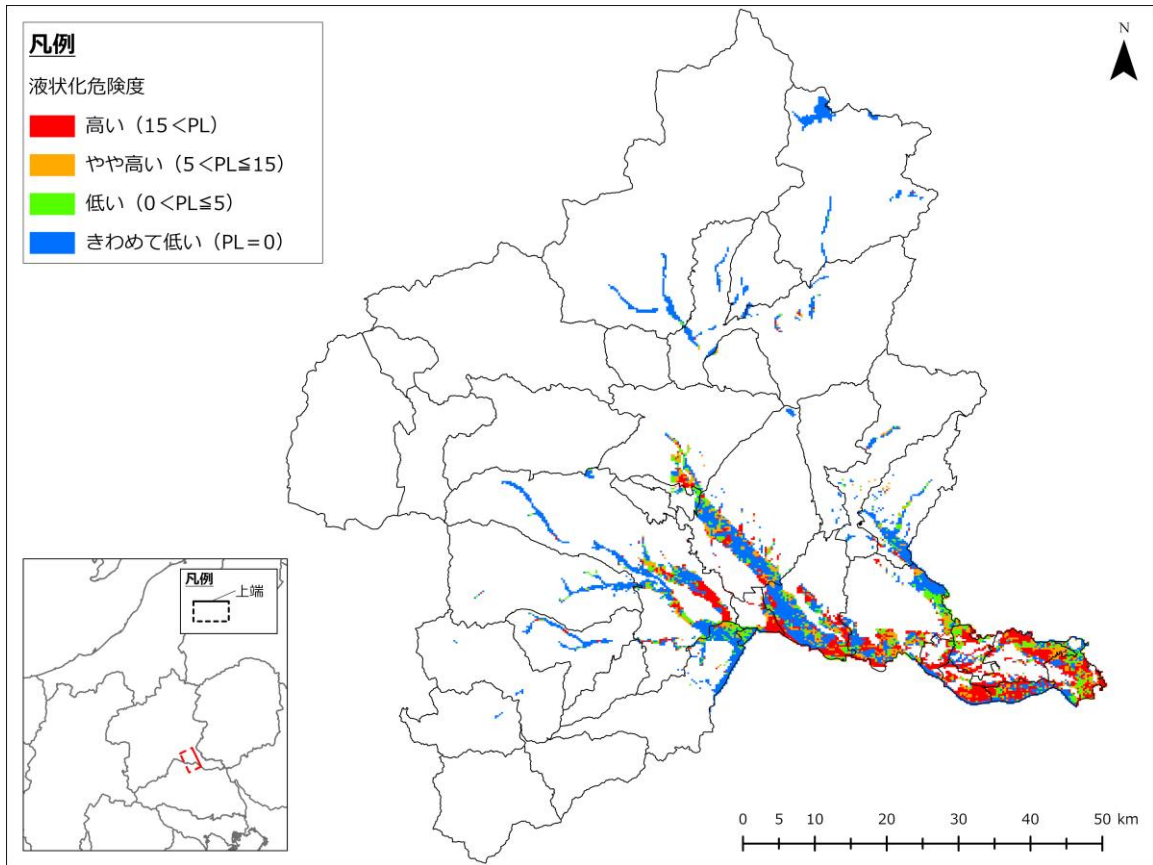 凡例
液状化危険度
高い（15＜PL）
やや高い（5＜PL≦15）
低い（0＜PL≦5）
きわめて低い（PL＝0）
N
凡例
上端
0 5 10 20 30 40 50 km